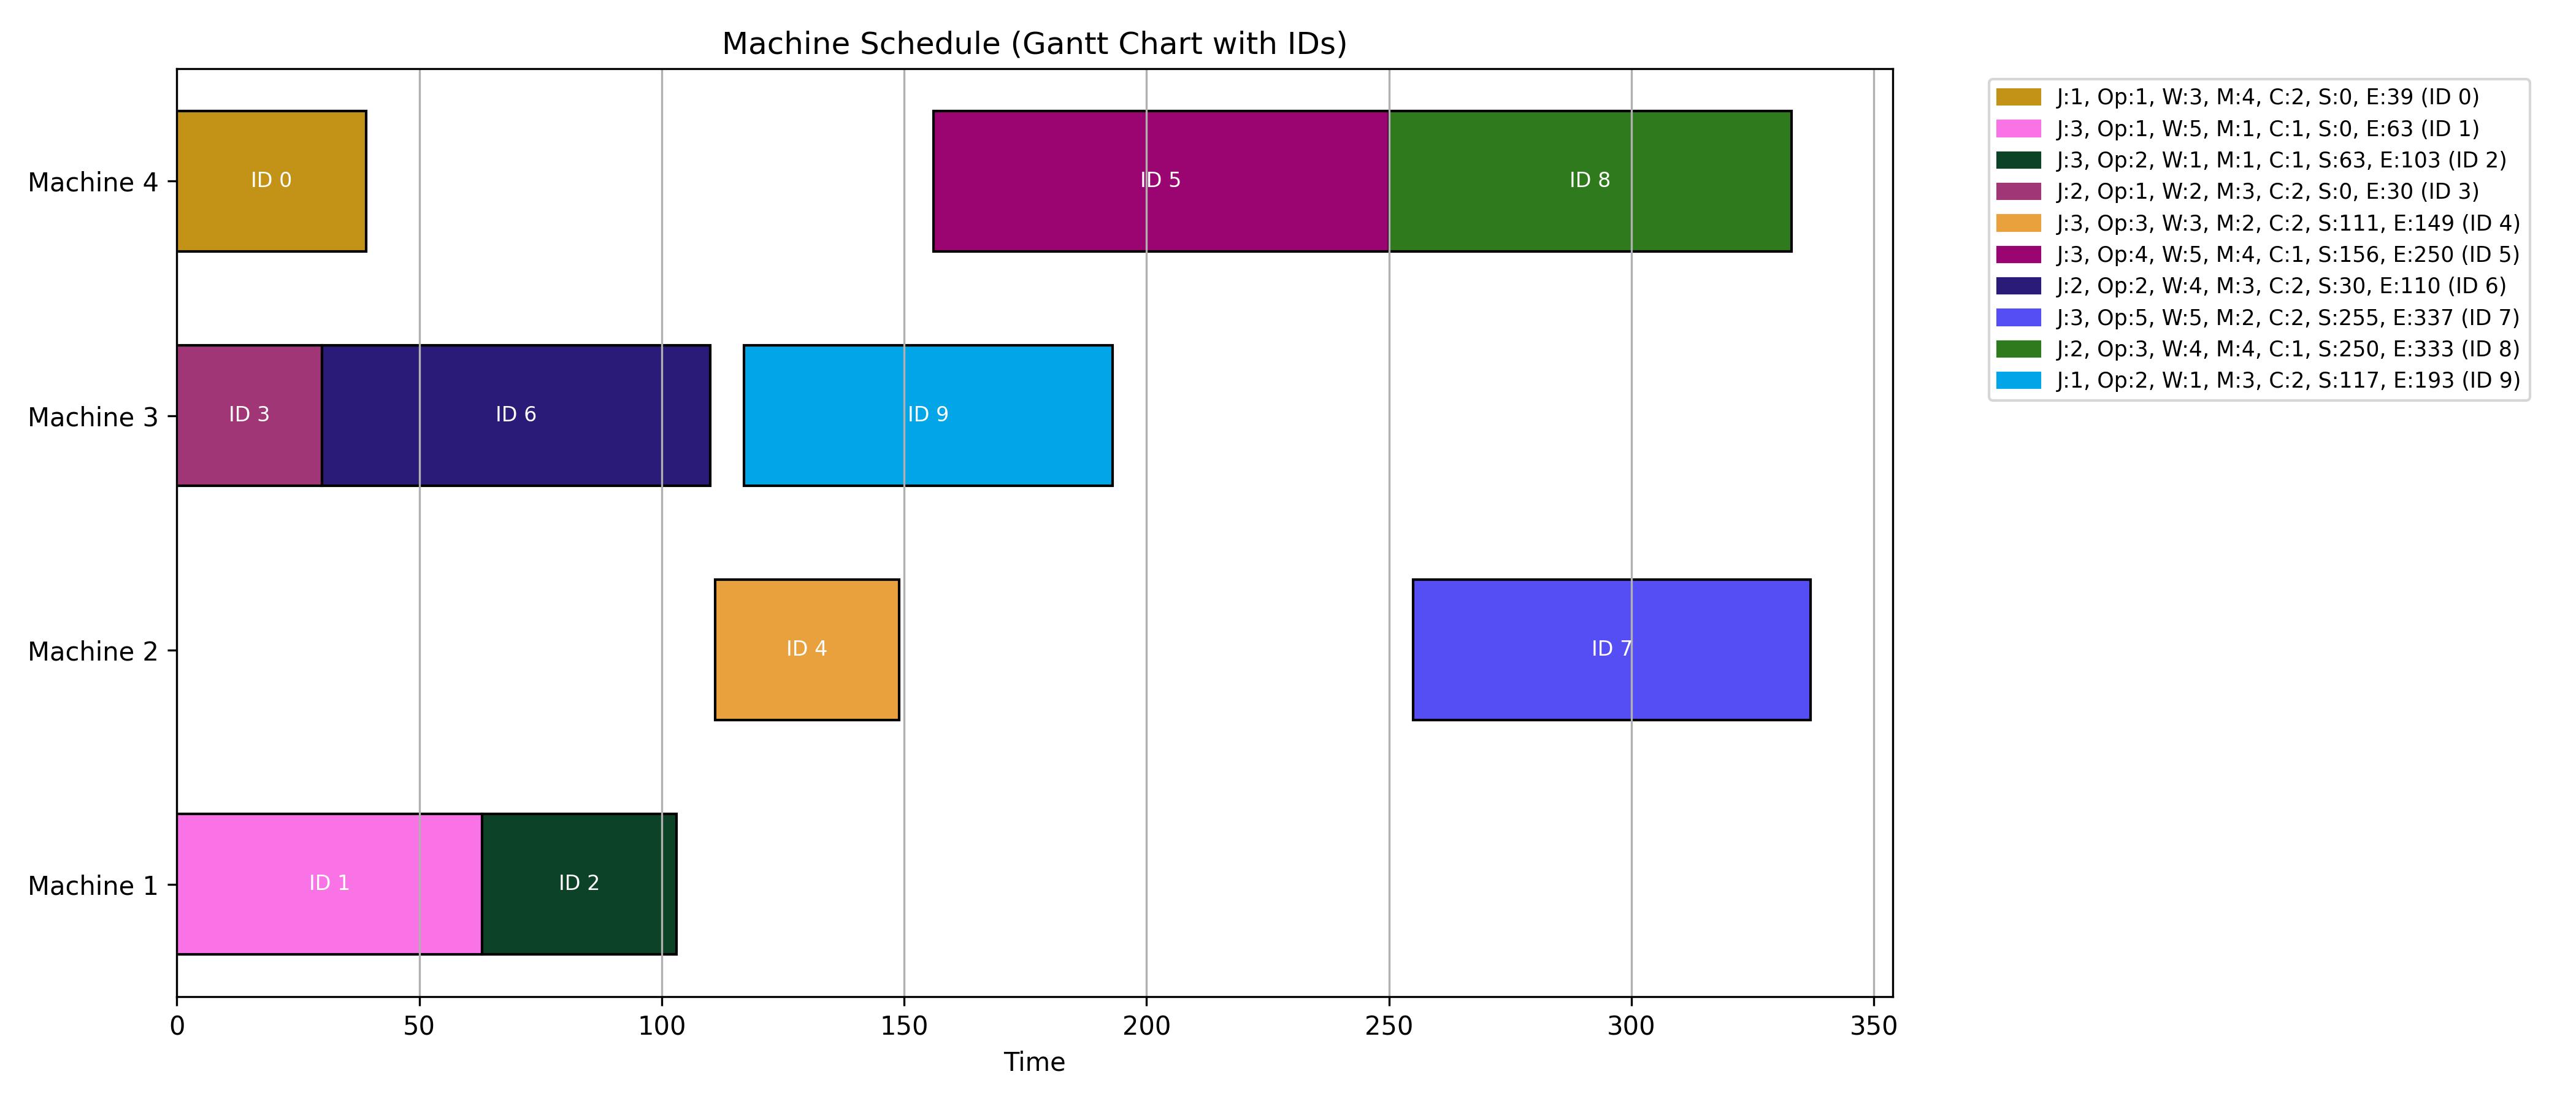 Machine Schedule (Gantt Chart with IDs)
Machine 4
ID 0
ID 5
ID 8
Machine 3
ID 3
ID 6
ID 9
Machine 2
ID 4
ID 7
Machine 1
ID 1
ID 2
0 50 100 150 200 250 300 350
Time
J:1, Op:1, W:3, M:4, C:2, S:0, E:39 (ID 0)
J:3, Op:1, W:5, M:1, C:1, S:0, E:63 (ID 1)
J:3, Op:2, W:1, M:1, C:1, S:63, E:103 (ID 2)
J:2, Op:1, W:2, M:3, C:2, S:0, E:30 (ID 3)
J:3, Op:3, W:3, M:2, C:2, S:111, E:149 (ID 4)
J:3, Op:4, W:5, M:4, C:1, S:156, E:250 (ID 5)
J:2, Op:2, W:4, M:3, C:2, S:30, E:110 (ID 6)
J:3, Op:5, W:5, M:2, C:2, S:255, E:337 (ID 7)
J:2, Op:3, W:4, M:4, C:1, S:250, E:333 (ID 8)
J:1, Op:2, W:1, M:3, C:2, S:117, E:193 (ID 9)